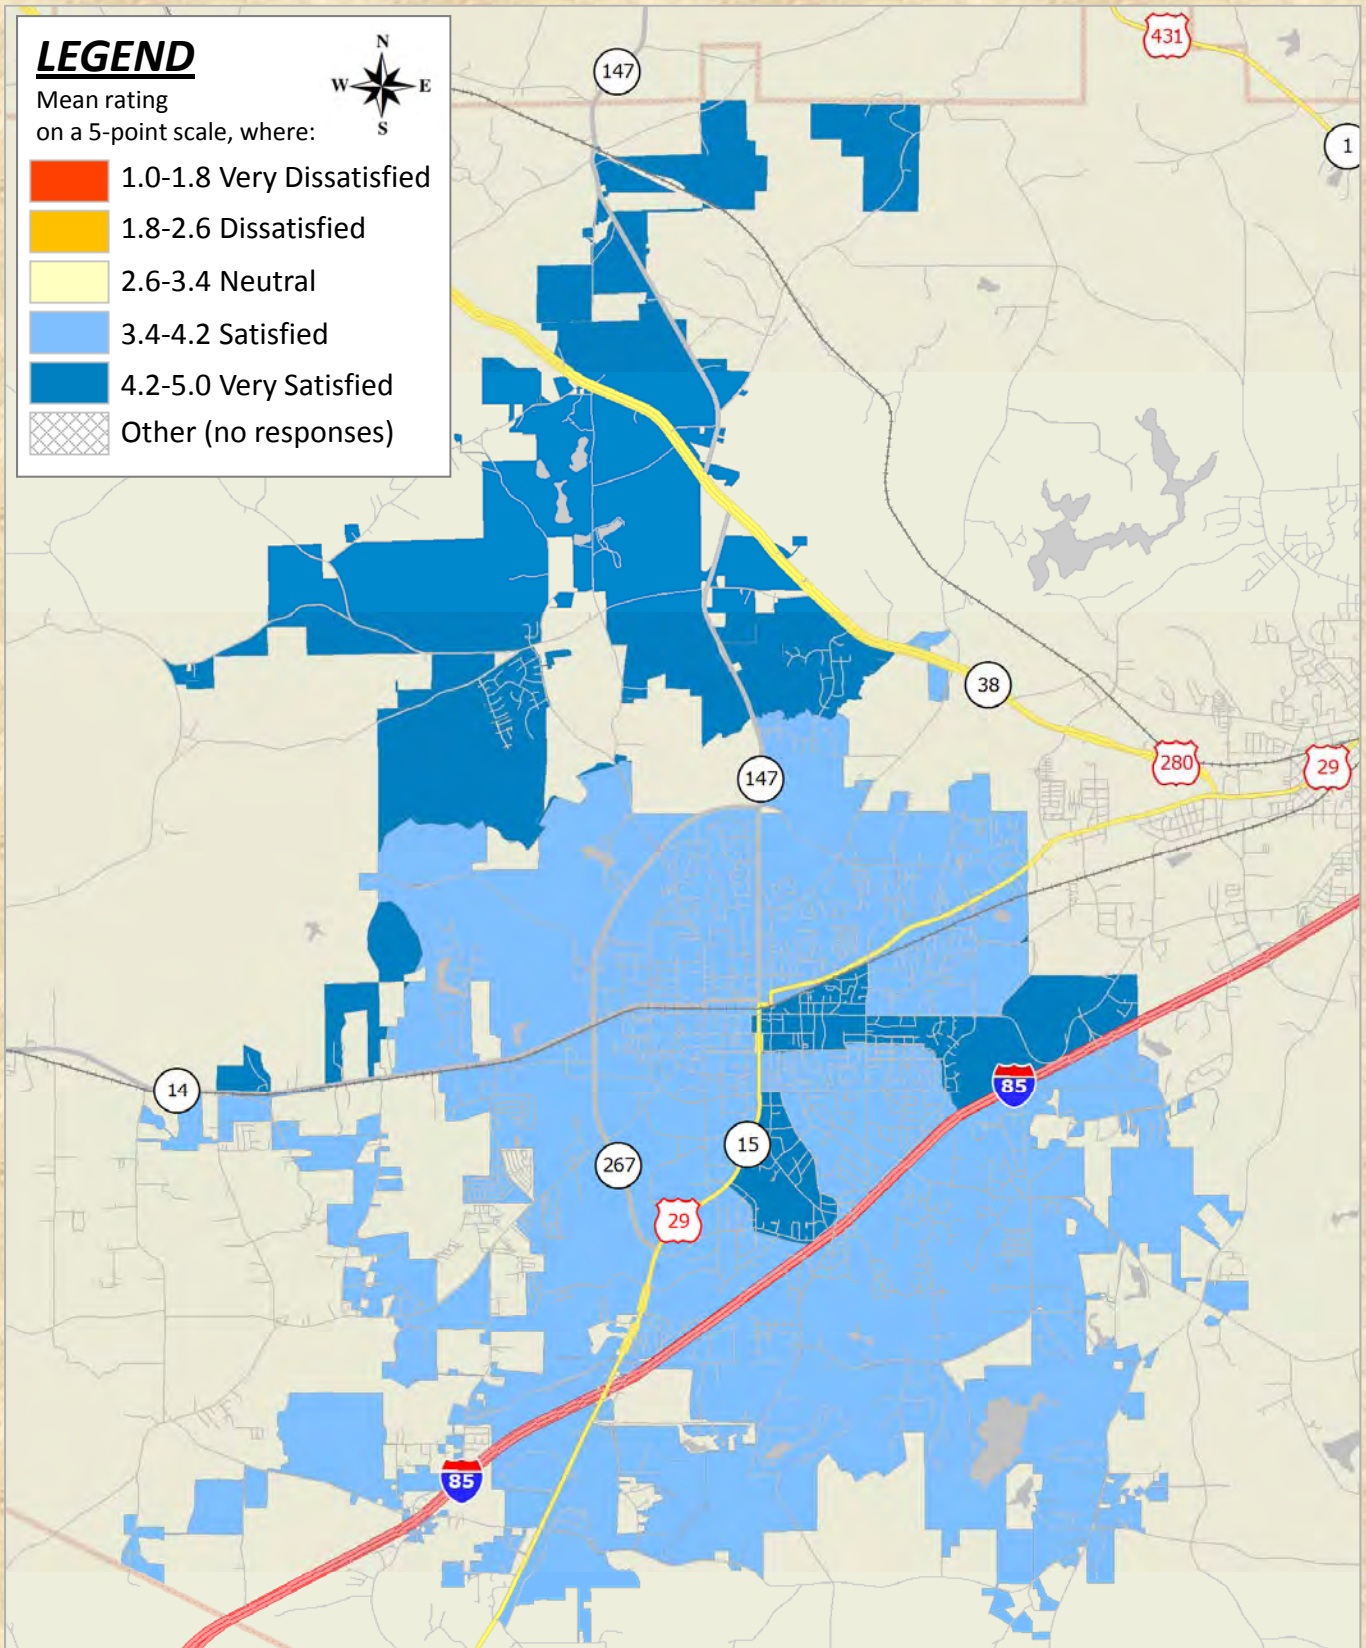 LEGEND
Mean rating
on a 5-point scale, where:
1.0-1.8 Very Dissatisfied
1.8-2.6 Dissatisfied
2.6-3.4 Neutral
3.4-4.2 Satisfied
4.2-5.0 Very Satisfied
Other (no responses)
N
W E
S
431
147
1
38
280
29
147
14
85
15
267
29
85